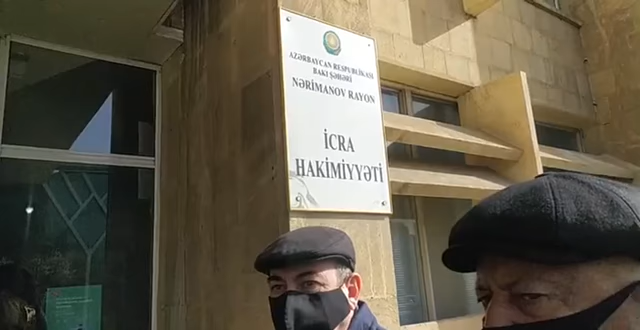 AZƏRBAYCAN RESPUBLİKASI
BAKI ŞƏHƏRİ
NƏRİMANOV RAYON
İCRA
HAKİMİYYƏTİ